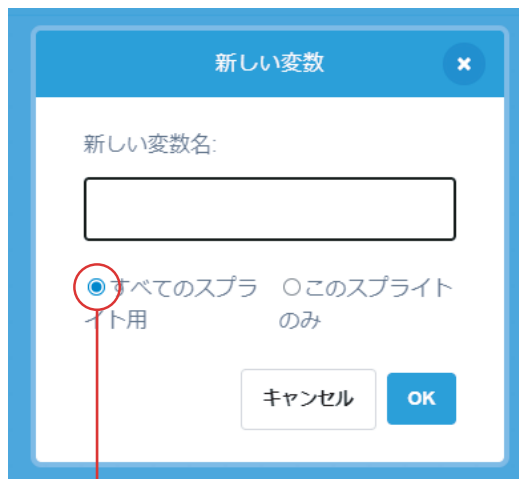 新しい変数
新しい変数名:
すべてのスプラ
イト用
このスプライト
のみ
キャンセル
OK